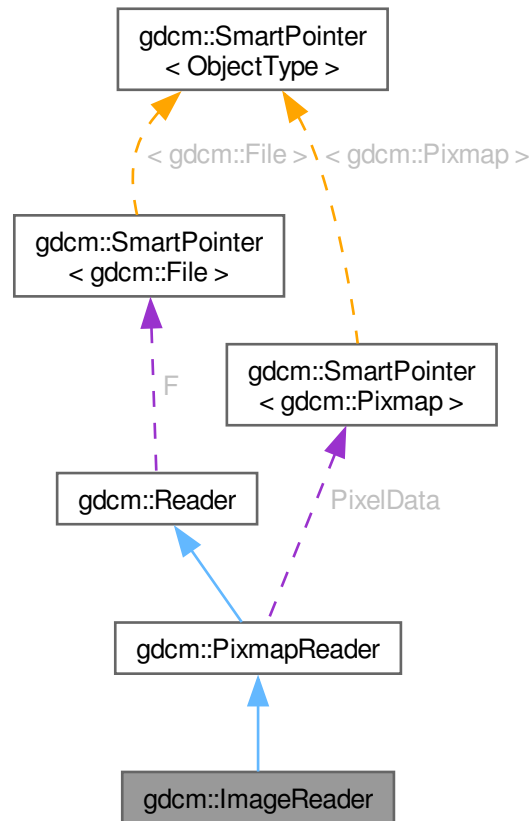 gdcm::SmartPointer
< ObjectType >
< gdcm::File >
< gdcm::Pixmap >
gdcm::SmartPointer
< gdcm::File >
gdcm::SmartPointer
< gdcm::Pixmap >
F
gdcm::Reader
PixelData
gdcm::PixmapReader
gdcm::ImageReader